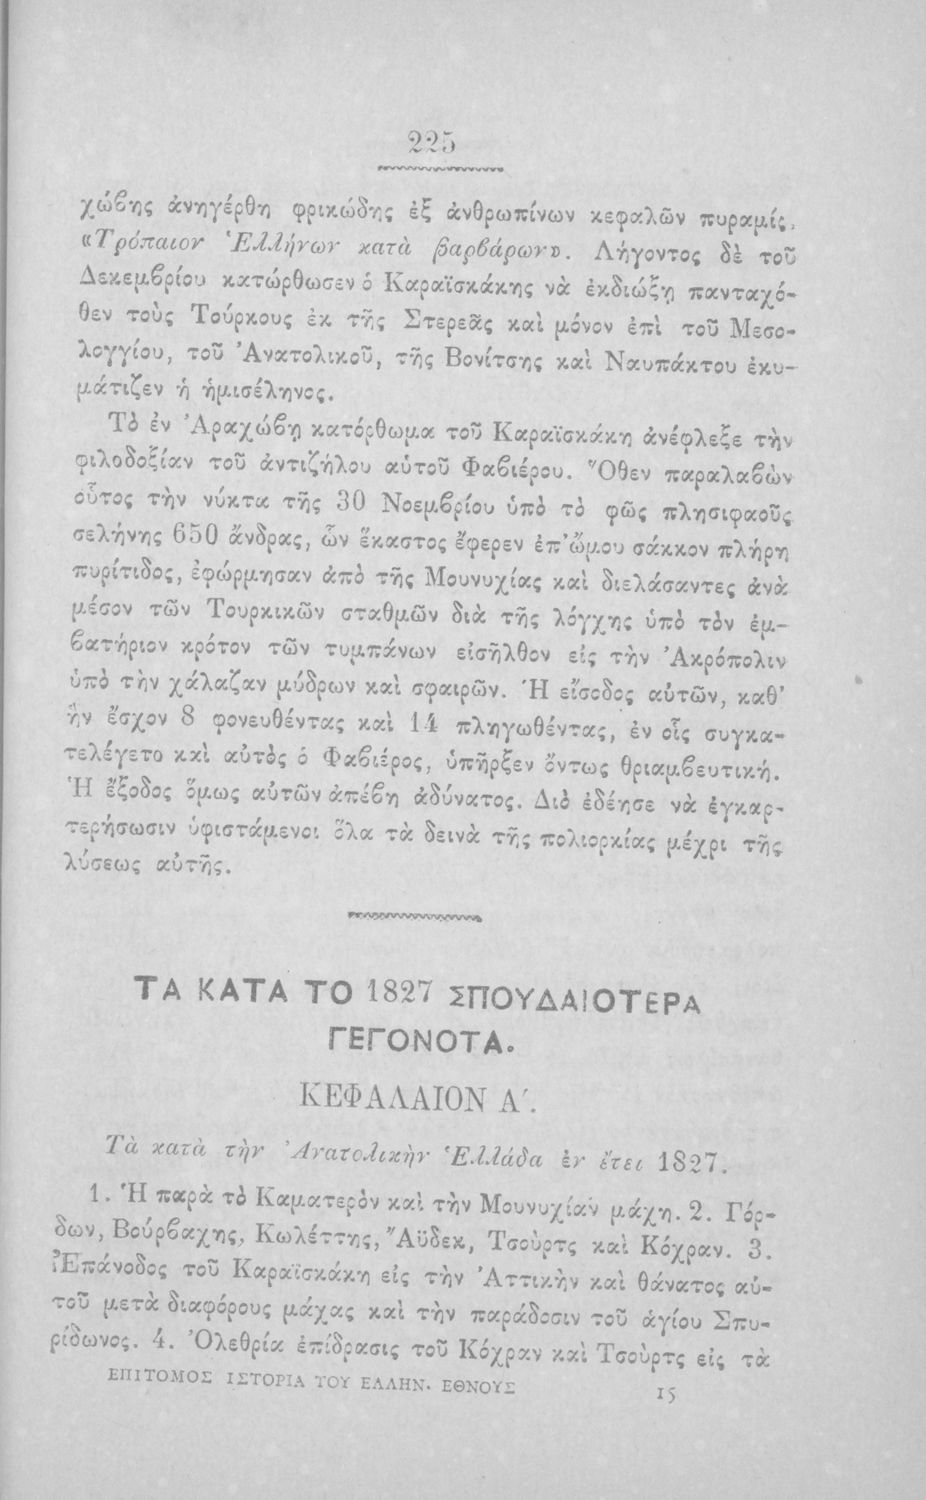 225
χώβης ἀνηγέρθη φρικώδης ἐξ ἀνθρωπίνων κεφαλῶν πυραμίς,
«Τρόπαιον Ἑλλήνων κατὰ βαρβάρων». Λήγοντος δὲ τοῦ
Δεκεμβρίου κατώρθωσεν ὁ Καραϊσκάκης νὰ ἐκδιώξῃ πανταχό-
θεν τοὺς Τούρκους ἐκ τῆς Στερεᾶς καὶ μόνον ἐπὶ τοῦ Μεσο-
λογγίου, τοῦ Ἀνατολικοῦ, τῆς Βονίτσης καὶ Ναυπάκτου ἐκυ-
μάτιζεν ἡ ἡμισέληνος.
Τὸ ἐν Ἀραχώβῃ κατόρθωμα τοῦ Καραϊσκάκη ἀνέφλεξε τὴν
φιλοδοξίαν τοῦ ἀντιζήλου αὑτοῦ Φαβιέρου. Ὅθεν παραλαβὼν
οὗτος τὴν νύκτα τῆς 30 Νοεμβρίου ὑπὸ τὸ φῶς πλησιφαοῦς
σελήνης 650 ἄνδρας, ὧν ἕκαστος ἔφερεν ἐπ' ὤμου σάκκον πλήρη
πυρίτιδος, ἐφώρμησαν ἀπὸ τῆς Μουνυχίας καὶ διελάσαντες ἀνὰ
μέσον τῶν Τουρκικῶν σταθμῶν διὰ τῆς λόγχης ὑπὸ τὸν ἐμ-
βατήριον κρότον τῶν τυμπάνων εἰσῆλθον εἰς τὴν Ἀκρόπολιν
ὑπὸ τὴν χάλαζαν μύδρων καὶ σφαιρῶν. Ἡ εἴσοδος αὐτῶν, καθ'
ἣν ἔσχον 8 φονευθέντας καὶ 14 πληγωθέντας, ἐν οἷς συγκα-
τελέγετο καὶ αὐτὸς ὁ Φαβιέρος, ὑπῆρξεν ὄντως θριαμβευτική.
Ἡ ἔξοδος ὅμως αὐτῶν ἀπέβη ἀδύνατος. Διὸ ἐδέησε νὰ ἐγκαρ-
τερήσωσιν ὑφιστάμενοι ὅλα τὰ δεινὰ τῆς πολιορκίας μέχρι τῆς
λύσεως αὐτῆς.
ΤΑ ΚΑΤΑ ΤΟ 1827 ΣΠΟΥΔΑΙΟΤΕΡΑ
ΓΕΓΟΝΟΤΑ.
ΚΕΦΑΛΑΙΟΝ Α΄.
Τὰ κατὰ τὴν Ἀνατολικὴν Ἑλλάδα ἐν ἔτει 1827.
1. Ἡ παρὰ τὸ Καματερὸν καὶ τὴν Μουνυχίαν μάχη. 2. Γόρ-
δων, Βούρβαχης, Κωλέττης, Ἄϋδεκ, Τσοὺρτς καὶ Κόχραν. 3.
Ἐπάνοδος τοῦ Καραϊσκάκη εἰς τὴν Ἀττικὴν καὶ θάνατος αὐ-
τοῦ μετὰ διαφόρους μάχας καὶ τὴν παράδοσιν τοῦ ἁγίου Σπυ-
ρίδωνος. 4. Ὀλεθρία ἐπίδρασις τοῦ Κόχραν καὶ Τσοὺρτς εἰς τὰ
ΕΠΙΤΟΜΟΣ ΙΣΤΟΡΙΑ ΤΟΥ ΕΛΛΗΝ. ΕΘΝΟΥΣ 15